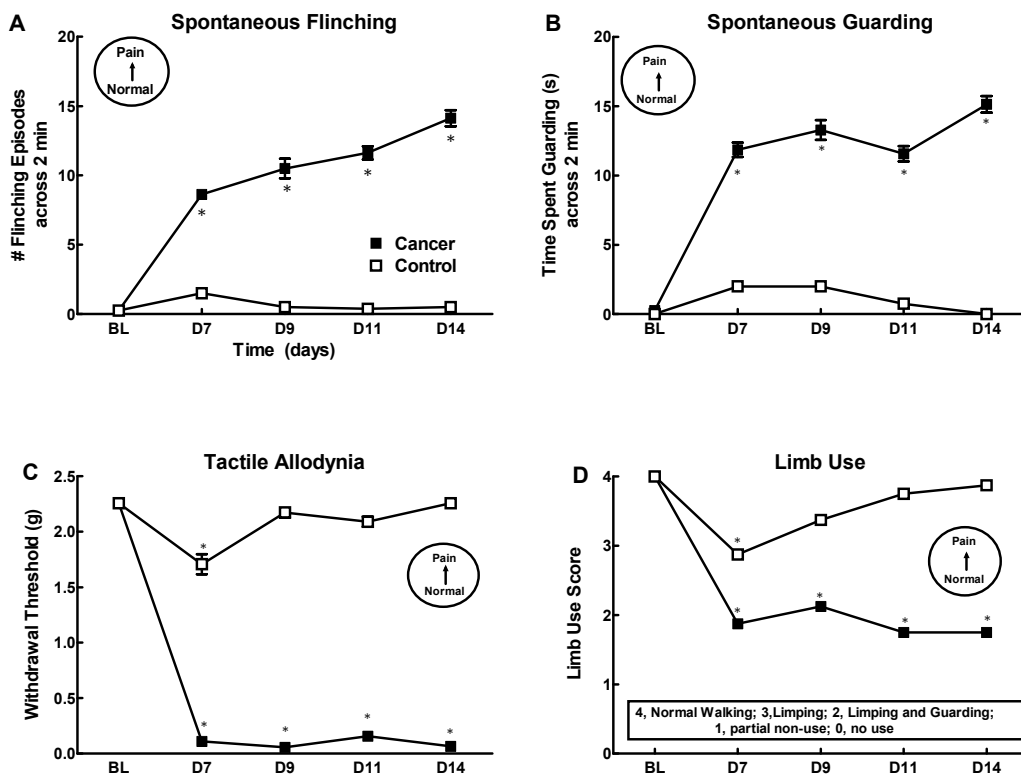 A
Spontaneous Flinching
20
15
10
5
0
# Flinching Episodes
across 2 min
Pain
Normal
*
*
*
*
Cancer
Control
BL
D7
D9
D11
D14
Time (days)
B
Spontaneous Guarding
20
15
10
5
0
Time Spent Guarding (s)
across 2 min
Pain
Normal
*
*
*
*
BL
D7
D9
D11
D14
C
Tactile Allodynia
2.5
2.0
1.5
1.0
0.5
0.0
Withdrawal Threshold (g)
*
Pain
Normal
*
*
*
*
BL
D7
D9
D11
D14
D
Limb Use
4
3
2
1
0
Limb Use Score
*
Pain
Normal
*
*
*
*
4, Normal Walking; 3,Limping; 2, Limping and Guarding;
1, partial non-use; 0, no use
BL
D7
D9
D11
D14